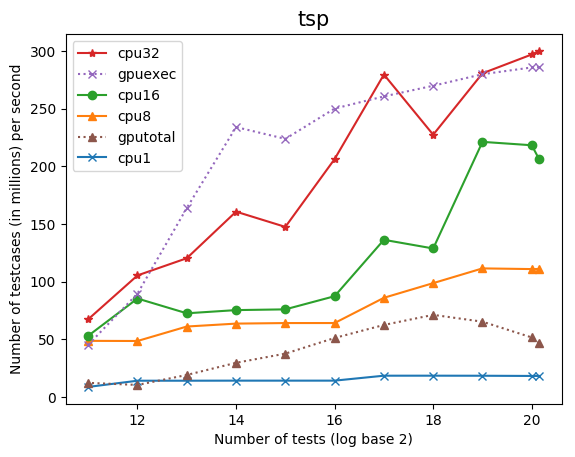 tsp
cpu32
gpuexec
cpu16
cpu8
gputotal
cpu1
Number of testcases (in millions) per second
300
250
200
150
100
50
0
12
14
16
18
20
Number of tests (log base 2)